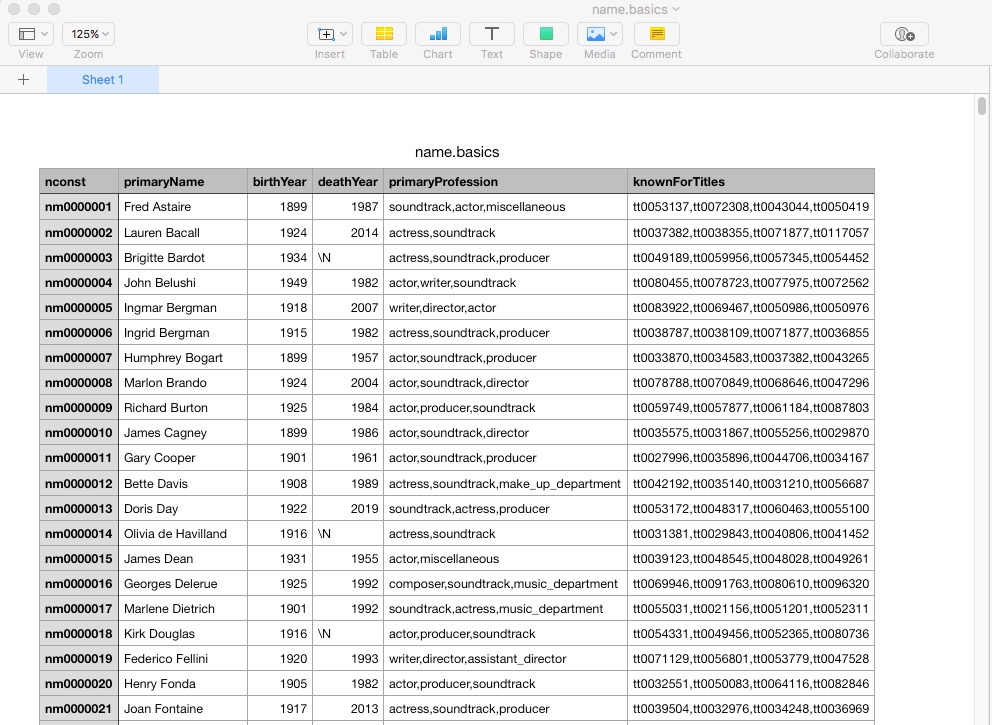 name.basics
125%
View Zoom Insert Table Chart Text Shape Media Comment Collaborate
Sheet 1
name.basics
nconst primaryName birthYear deathYear primaryProfession knownForTitles
nm0000001 Fred Astaire 1899 1987 soundtrack,actor,miscellaneous tt0053137,tt0072308,tt0043044,tt0050419
nm0000002 Lauren Bacall 1924 2014 actress,soundtrack tt0037382,tt0038355,tt0071877,tt0117057
nm0000003 Brigitte Bardot 1934 \N actress,soundtrack,producer tt0049189,tt0059956,tt0057345,tt0054452
nm0000004 John Belushi 1949 1982 actor,writer,soundtrack tt0080455,tt0078723,tt0077975,tt0072562
nm0000005 Ingmar Bergman 1918 2007 writer,director,actor tt0083922,tt0069467,tt0050986,tt0050976
nm0000006 Ingrid Bergman 1915 1982 actress,soundtrack,producer tt0038787,tt0038109,tt0071877,tt0036855
nm0000007 Humphrey Bogart 1899 1957 actor,soundtrack,producer tt0033870,tt0034583,tt0037382,tt0043265
nm0000008 Marlon Brando 1924 2004 actor,soundtrack,director tt0078788,tt0070849,tt0068646,tt0047296
nm0000009 Richard Burton 1925 1984 actor,producer,soundtrack tt0059749,tt0057877,tt0061184,tt0087803
nm0000010 James Cagney 1899 1986 actor,soundtrack,director tt0035575,tt0031867,tt0055256,tt0029870
nm0000011 Gary Cooper 1901 1961 actor,soundtrack,producer tt0027996,tt0035896,tt0044706,tt0034167
nm0000012 Bette Davis 1908 1989 actress,soundtrack,make_up_department tt0042192,tt0035140,tt0031210,tt0056687
nm0000013 Doris Day 1922 2019 soundtrack,actress,producer tt0053172,tt0048317,tt0060463,tt0055100
nm0000014 Olivia de Havilland 1916 \N actress,soundtrack tt0031381,tt0029843,tt0040806,tt0041452
nm0000015 James Dean 1931 1955 actor,miscellaneous tt0039123,tt0048545,tt0048028,tt0049261
nm0000016 Georges Delerue 1925 1992 composer,soundtrack,music_department tt0069946,tt0091763,tt0080610,tt0096320
nm0000017 Marlene Dietrich 1901 1992 soundtrack,actress,music_department tt0055031,tt0021156,tt0051201,tt0052311
nm0000018 Kirk Douglas 1916 \N actor,producer,soundtrack tt0054331,tt0049456,tt0052365,tt0080736
nm0000019 Federico Fellini 1920 1993 writer,director,assistant_director tt0071129,tt0056801,tt0053779,tt0047528
nm0000020 Henry Fonda 1905 1982 actor,producer,soundtrack tt0032551,tt0050083,tt0064116,tt0082846
nm0000021 Joan Fontaine 1917 2013 actress,soundtrack,producer tt0039504,tt0032976,tt0034248,tt0036969